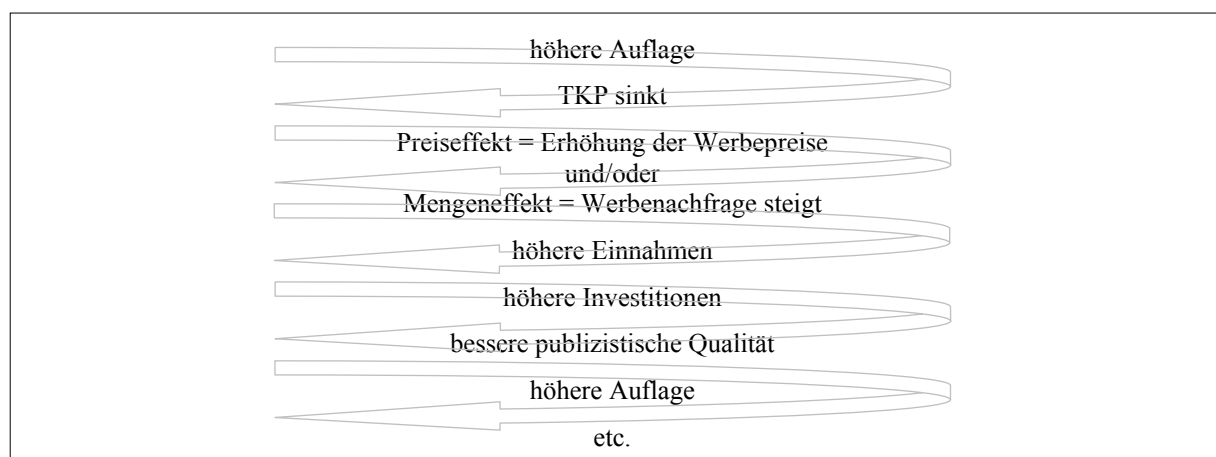 höhere Auflage
TKP sinkt
Preiseffekt = Erhöhung der Werbepreise
und/oder
Mengeneffekt = Werbenachfrage steigt
höhere Einnahmen
höhere Investitionen
bessere publizistische Qualität
höhere Auflage
etc.